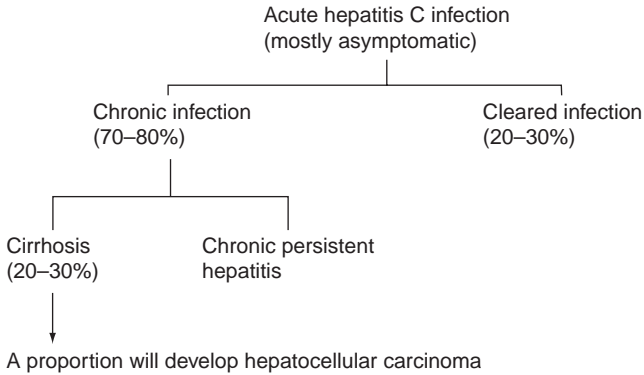 Acute hepatitis C infection
(mostly asymptomatic)
Chronic infection
(70–80%)
Cleared infection
(20–30%)
Cirrhosis
(20–30%)
Chronic persistent
hepatitis
A proportion will develop hepatocellular carcinoma